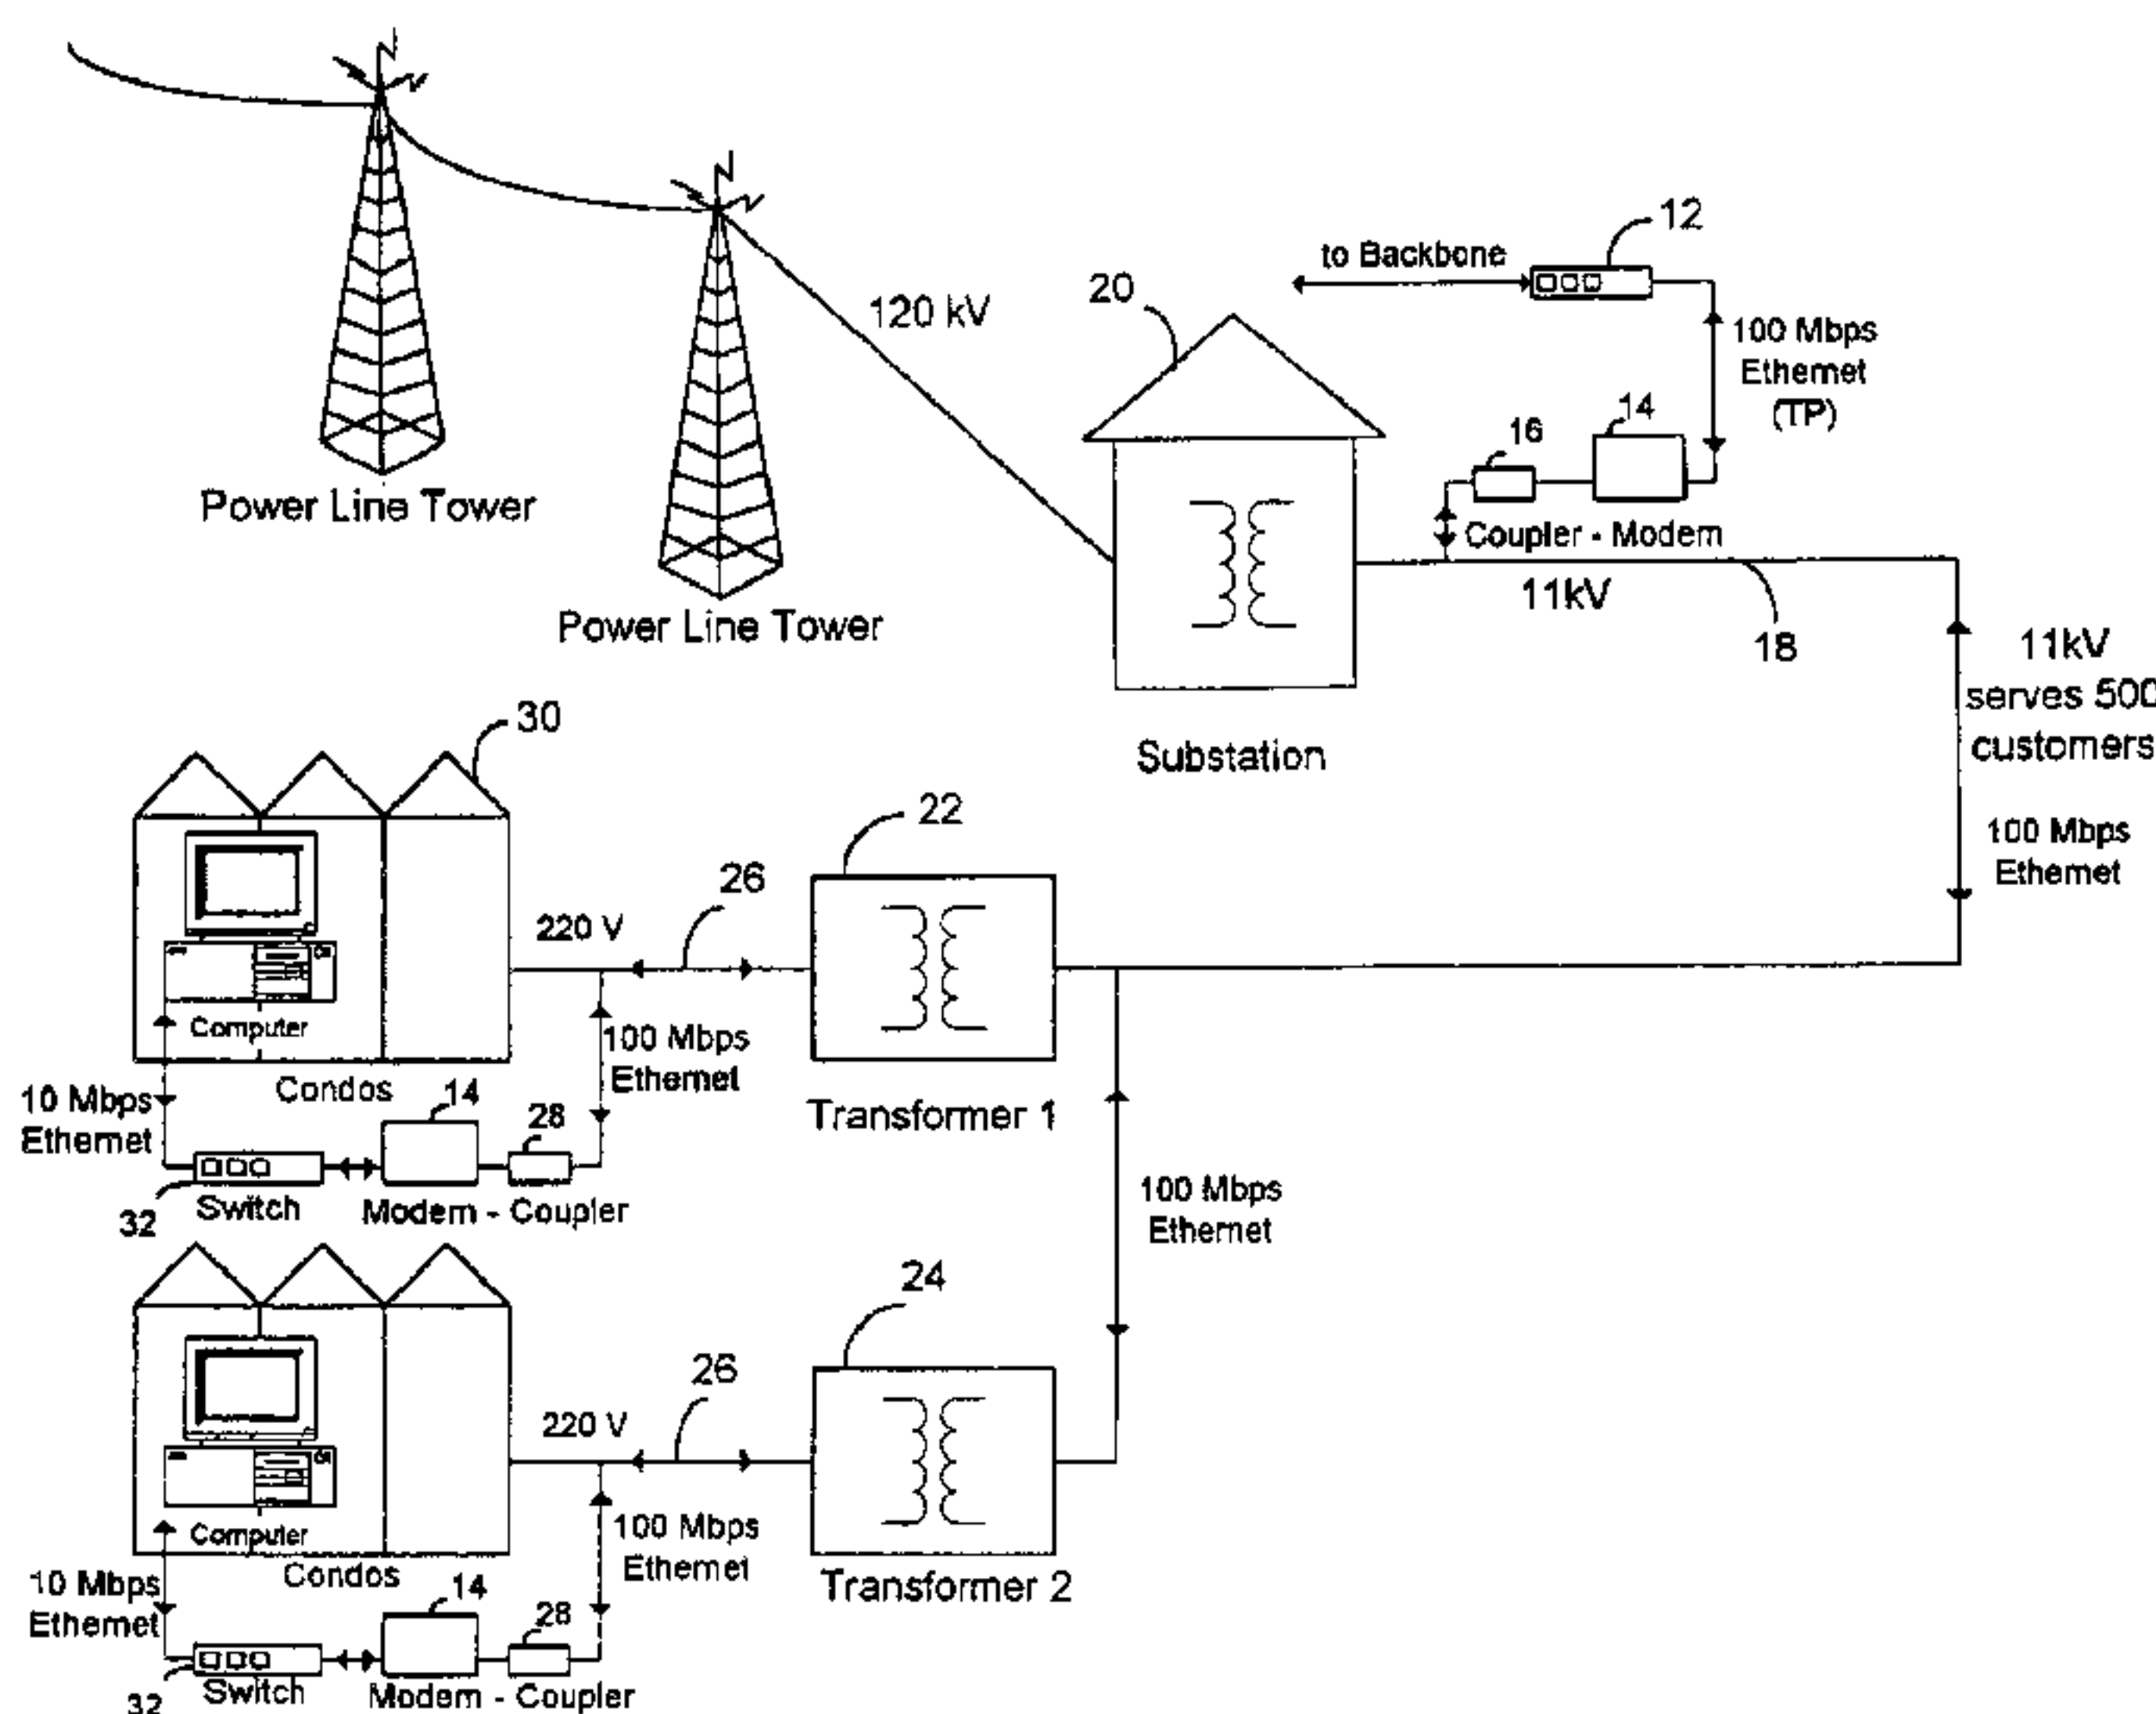 12
to Backbone
20
120 kV
100 Mbps
Ethernet
(TP)
14
16
Power Line Tower
Coupler - Modem
11kV
Power Line Tower
18
11kV
serves 500
customers
Substation
30
22
100 Mbps
Ethernet
26
220 V
Computer
100 Mbps
Ethernet
Condos
10 Mbps
Ethernet
14
28
Transformer 1
32
Switch
Modem - Coupler
100 Mbps
Ethernet
24
26
220 V
Computer
100 Mbps
Ethernet
Condos
10 Mbps
Ethernet
14
28
Transformer 2
32
Switch
Modem - Coupler